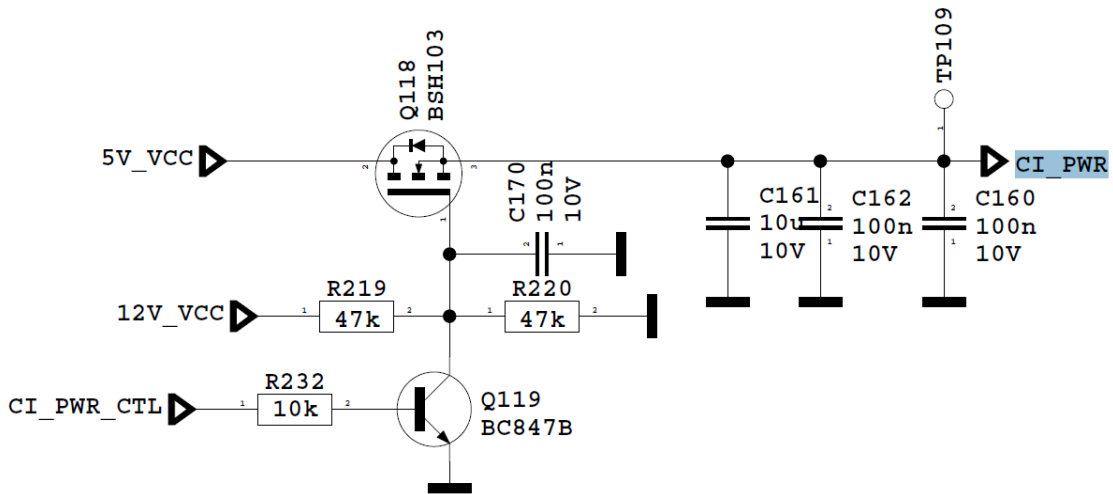 Q118
BSH103
TP109
1
5V_VCC
2
3
CI_PWR
1
C170
100n
10V
2
1
C161
10u
10V
2
1
C162
100n
10V
2
1
C160
100n
10V
12V_VCC
1
R219
47k
2
1
R220
47k
2
CI_PWR_CTL
1
R232
10k
2
Q119
BC847B